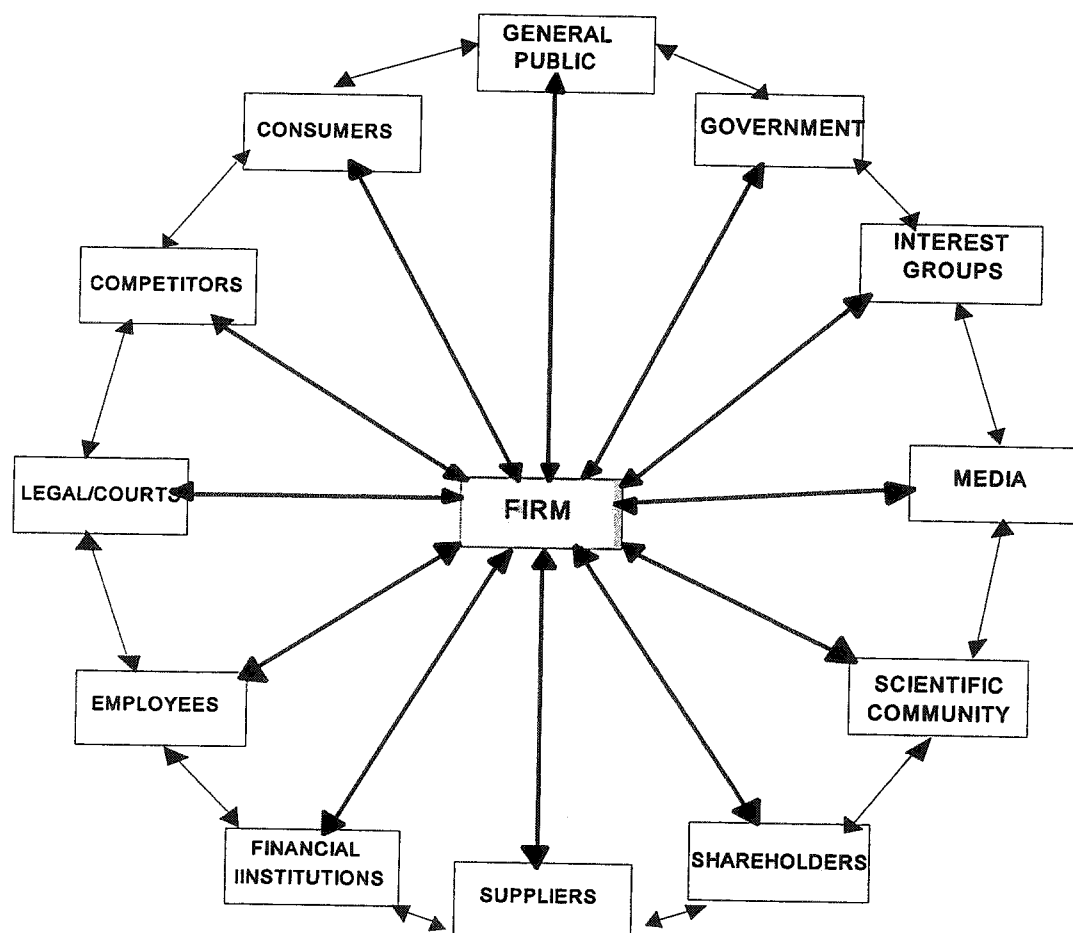 GENERAL
PUBLIC
CONSUMERS
GOVERNMENT
INTEREST
GROUPS
COMPETITORS
LEGAL/COURTS
FIRM
MEDIA
EMPLOYEES
SCIENTIFIC
COMMUNITY
FINANCIAL
IINSTITUTIONS
SUPPLIERS
SHAREHOLDERS